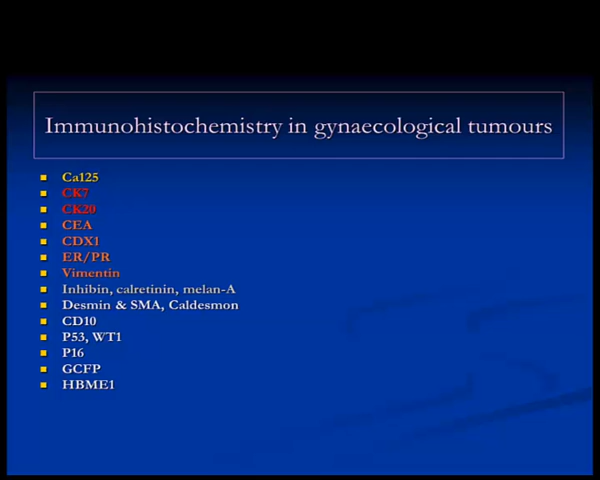 Immunohistochemistry in gynaecological tumours
Ca125
CK7
CK20
CEA
CDX1
ER/PR
Vimentin
Inhibin, calretinin, melan-A
Desmin & SMA, Caldesmon
CD10
P53, WT1
P16
GCFP
HBME1